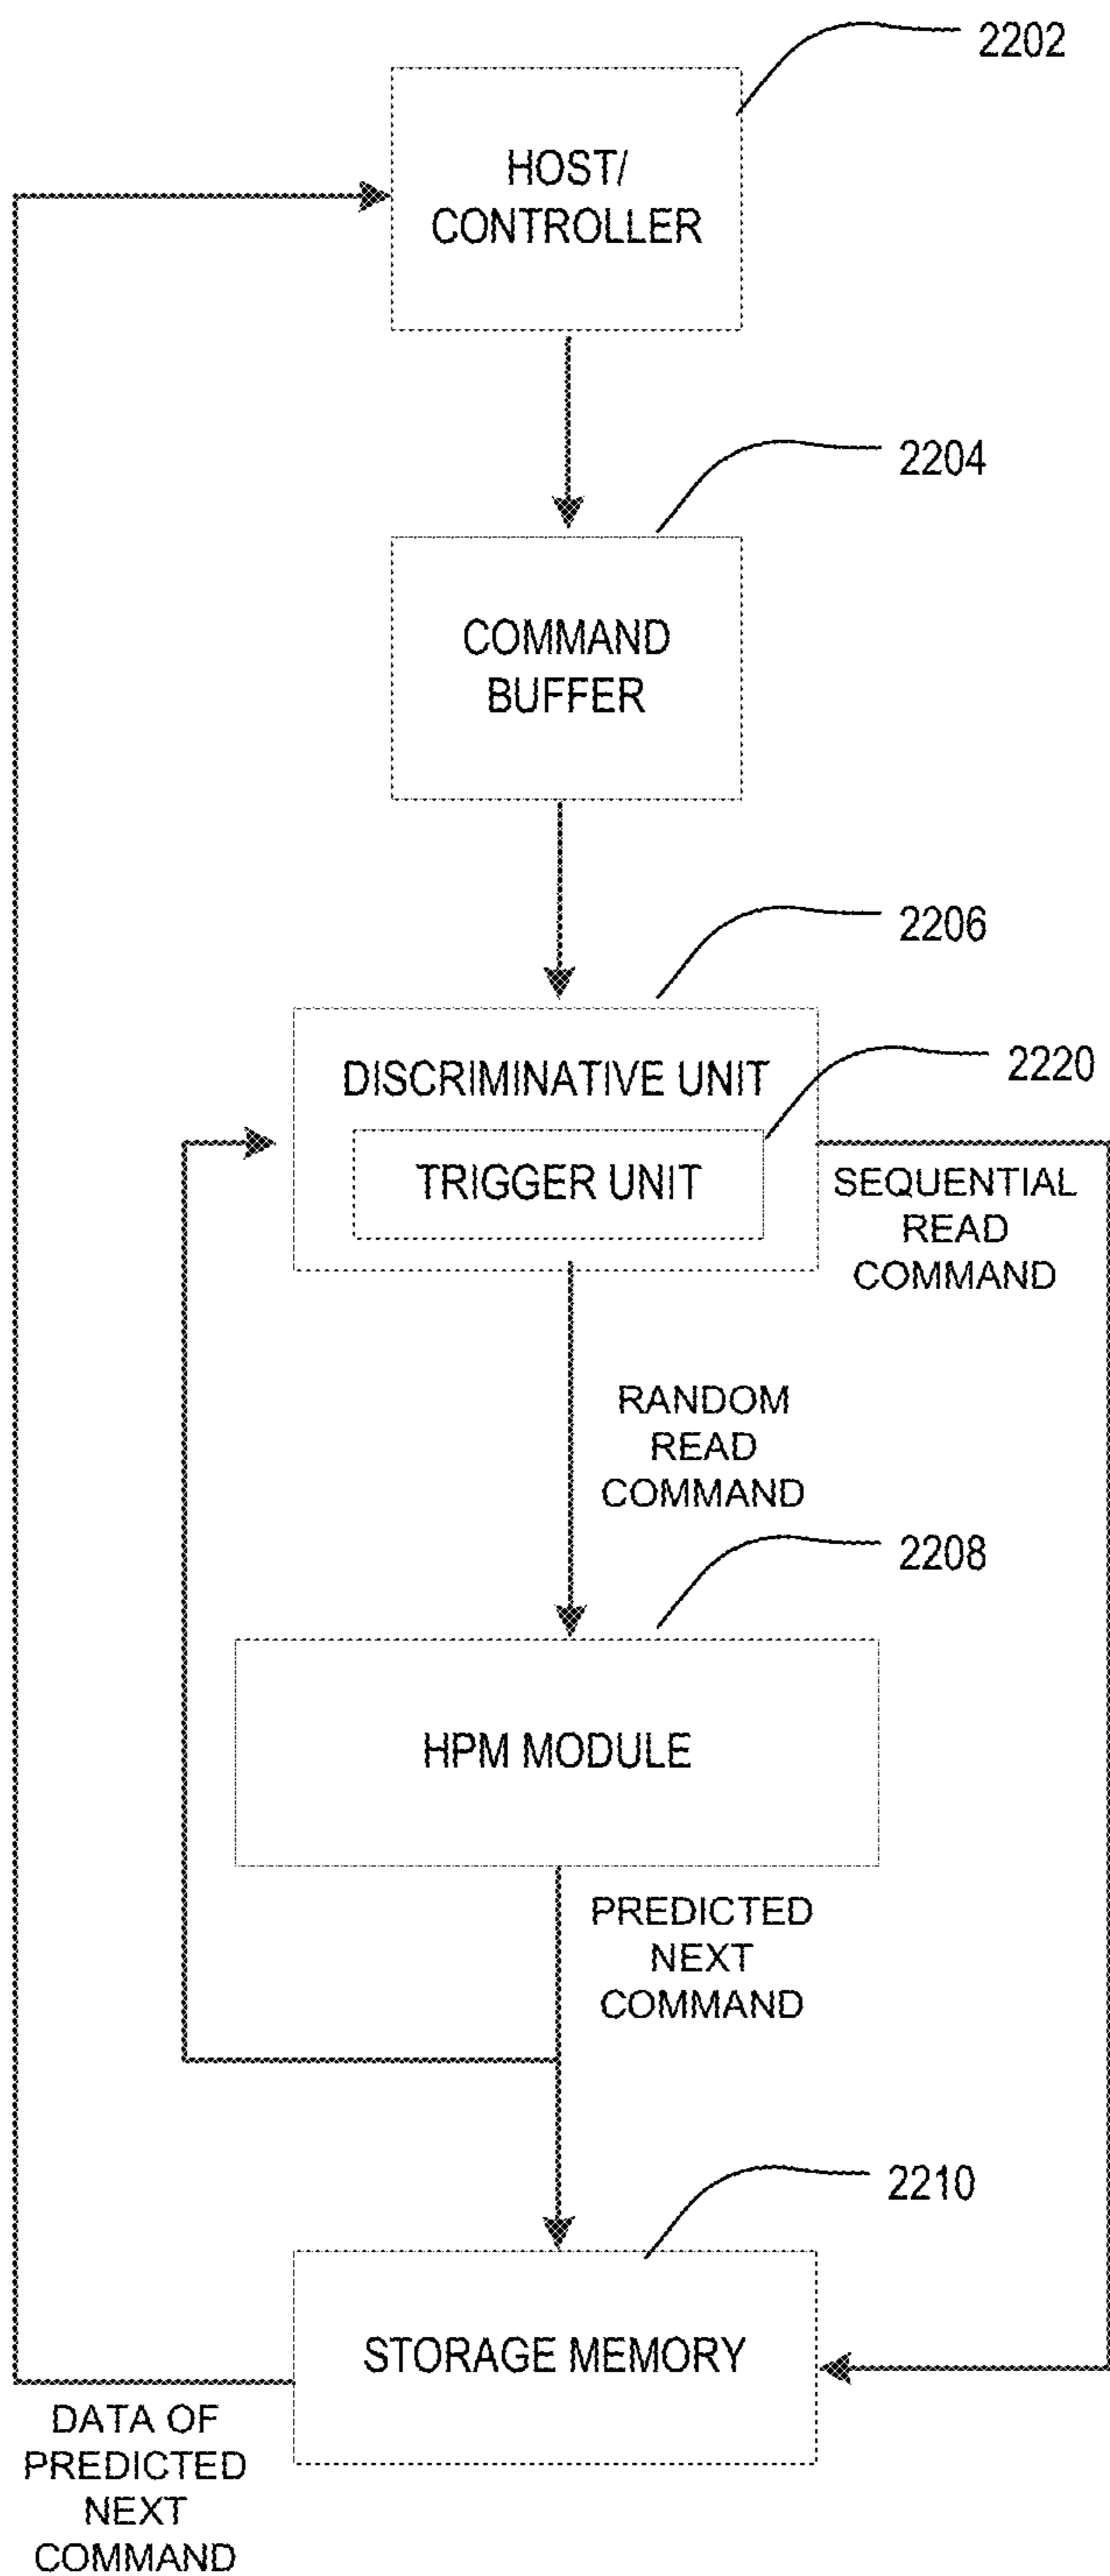 2202
HOST/
CONTROLLER
2204
COMMAND
BUFFER
2206
DISCRIMINATIVE UNIT
2220
TRIGGER UNIT
SEQUENTIAL
READ
COMMAND
RANDOM
READ
COMMAND
2208
HPM MODULE
PREDICTED
NEXT
COMMAND
2210
STORAGE MEMORY
DATA OF
PREDICTED
NEXT
COMMAND